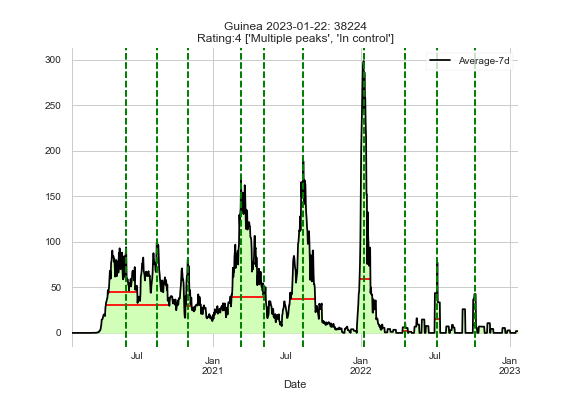 Guinea 2023-01-22: 38224
Rating:4 ['Multiple peaks', 'In control']
Average-7d
300
250
200
150
100
50
0
Jul
Jan
2021
Jul
Jan
2022
Jul
Jan
2023
Date